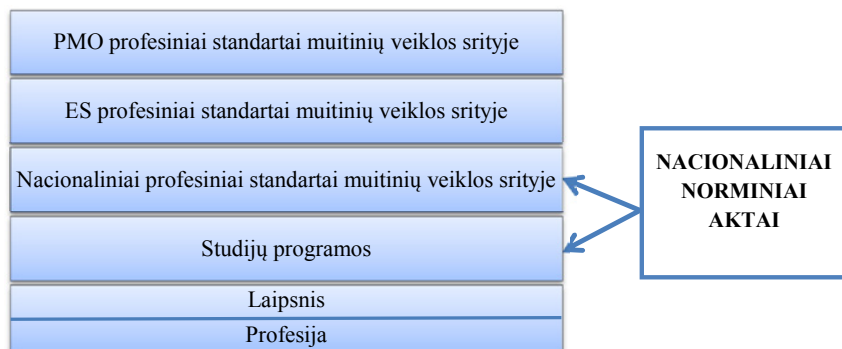 PMO profesiniai standartai muitinių veiklos srityje
ES profesiniai standartai muitinių veiklos srityje
Nacionaliniai profesiniai standartai muitinių veiklos srityje
Studijų programos
Laipsnis
Profesija
NACIONALINIAI
NORMINIAI
AKTAI